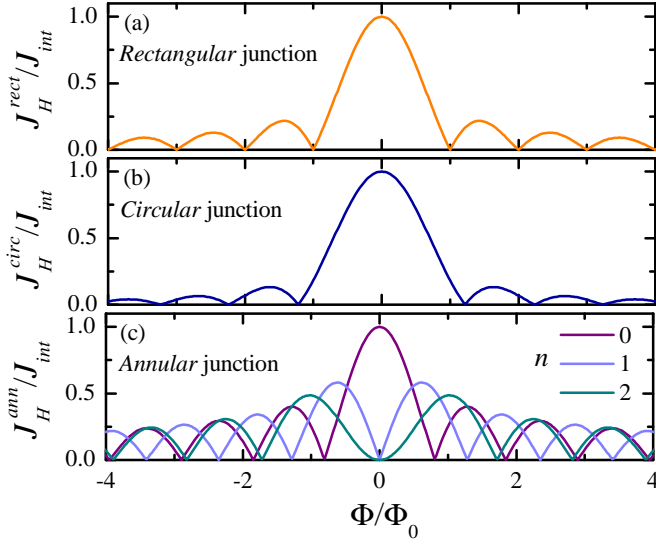 (a)
Rectangular junction
J_H^rect/J_int
1.0
0.5
0.0
(b)
Circular junction
J_H^circ/J_int
1.0
0.5
0.0
(c)
Annular junction
n
0
1
2
J_H^ann/J_int
1.0
0.5
0.0
-4 -2 0 2 4
Φ/Φ_0